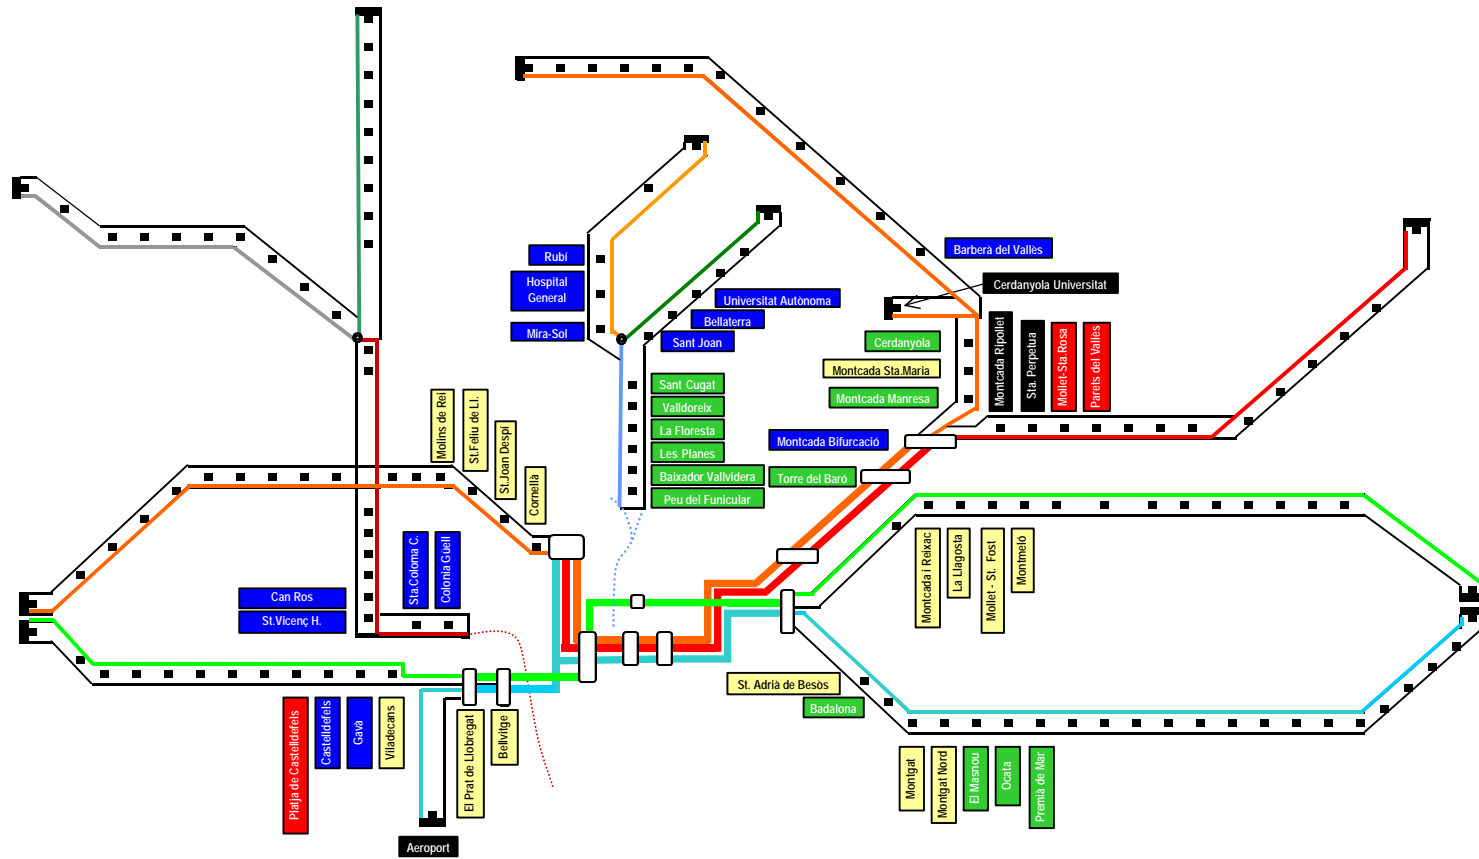 Rubí
Hospital
General
Mira-Sol
Universitat Autònoma
Bellaterra
Sant Joan
Barberà del Vallès
Cerdanyola Universitat
Cerdanyola
Montcada Sta.Maria
Montcada Manresa
Montcada Bifurcació
Torre del Baró
Montcada Ripollet
Sta. Perpetua
Mollet-Sta.Rosa
Parets del Vallès
Sant Cugat
Valldoreix
La Floresta
Les Planes
Baixador Vallvidera
Peu del Funicular
Molins de Rei
St.Feliu de Ll.
St.Joan Despí
Cornellà
Sta.Coloma C.
Colonia Güell
Can Ros
St.Vicenç H.
Montcada i Reixac
La Llagosta
Mollet - St. Fost
Montmeló
Platja de Castelldefels
Castelldefels
Gavà
Viladecans
El Prat de Llobregat
Bellvitge
Aeroport
St. Adrià de Besòs
Badalona
Montgat
Montgat Nord
El Masnou
Ocata
Premià de Mar